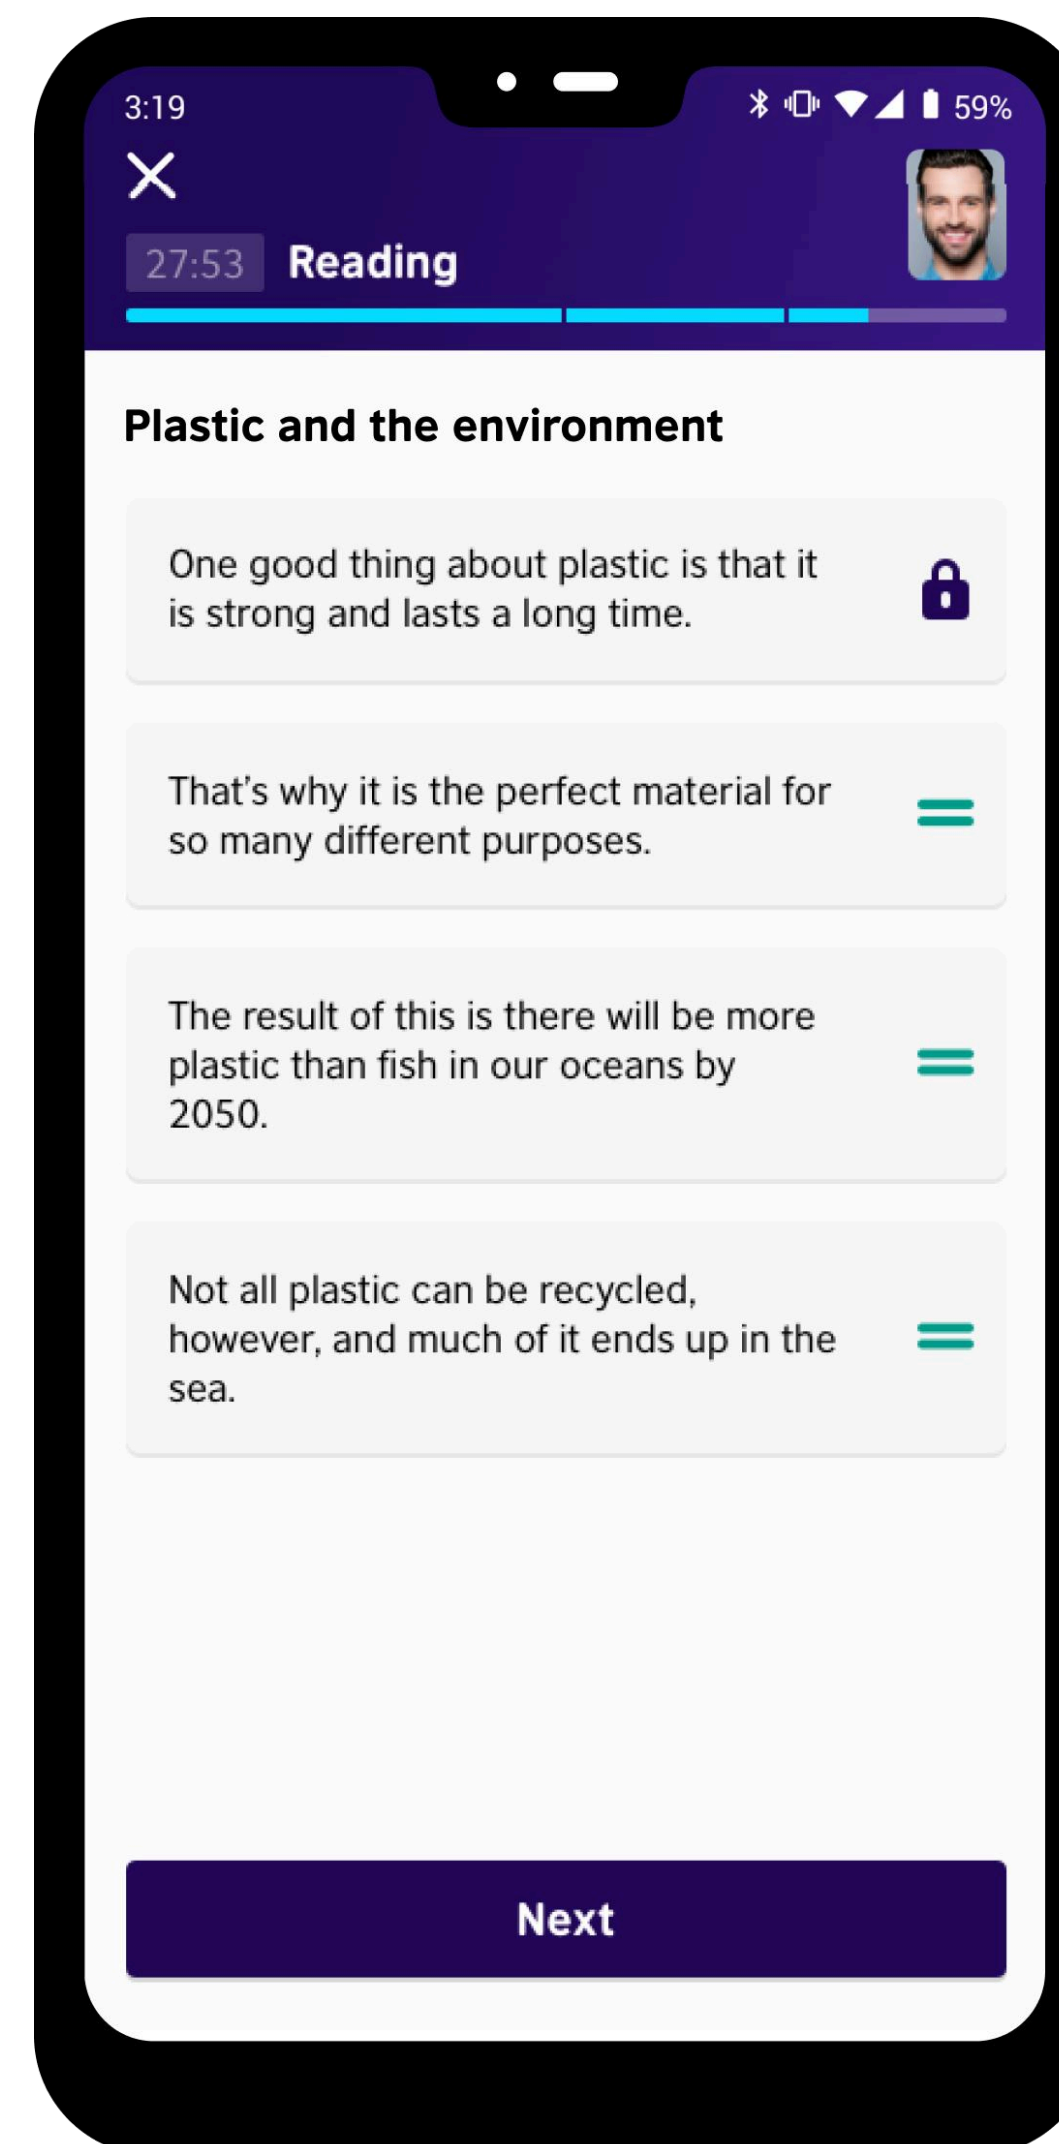 3:19
59%
27:53 Reading
Plastic and the environment
One good thing about plastic is that it
is strong and lasts a long time.
That's why it is the perfect material for
so many different purposes.
The result of this is there will be more
plastic than fish in our oceans by
2050.
Not all plastic can be recycled,
however, and much of it ends up in the
sea.
Next